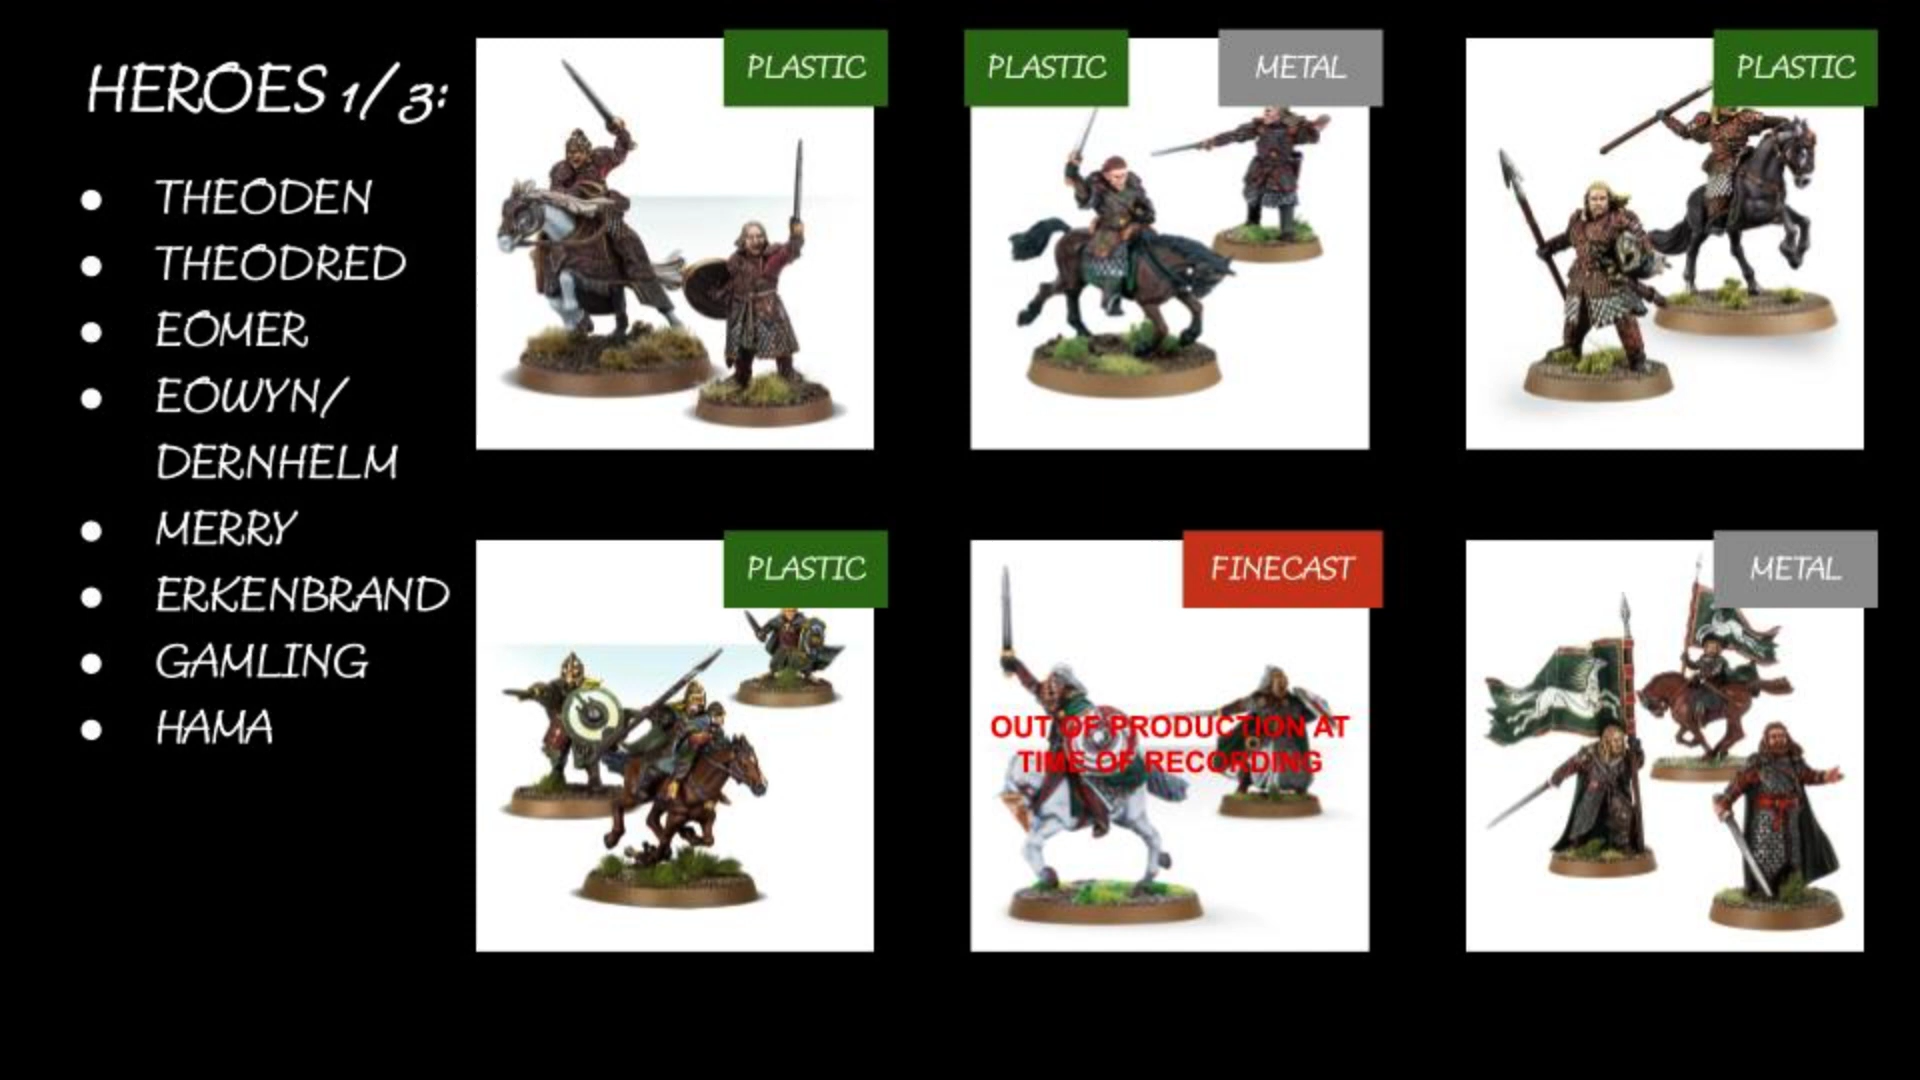 HEROES 1/3:
● THEODEN
● THEODRED
● EOMER
● EOWYN/
DERNHELM
● MERRY
● ERKENBRAND
● GAMLING
● HAMA
PLASTIC
PLASTIC
METAL
PLASTIC
PLASTIC
FINECAST
OUT OF PRODUCTION AT
TIME OF RECORDING
METAL